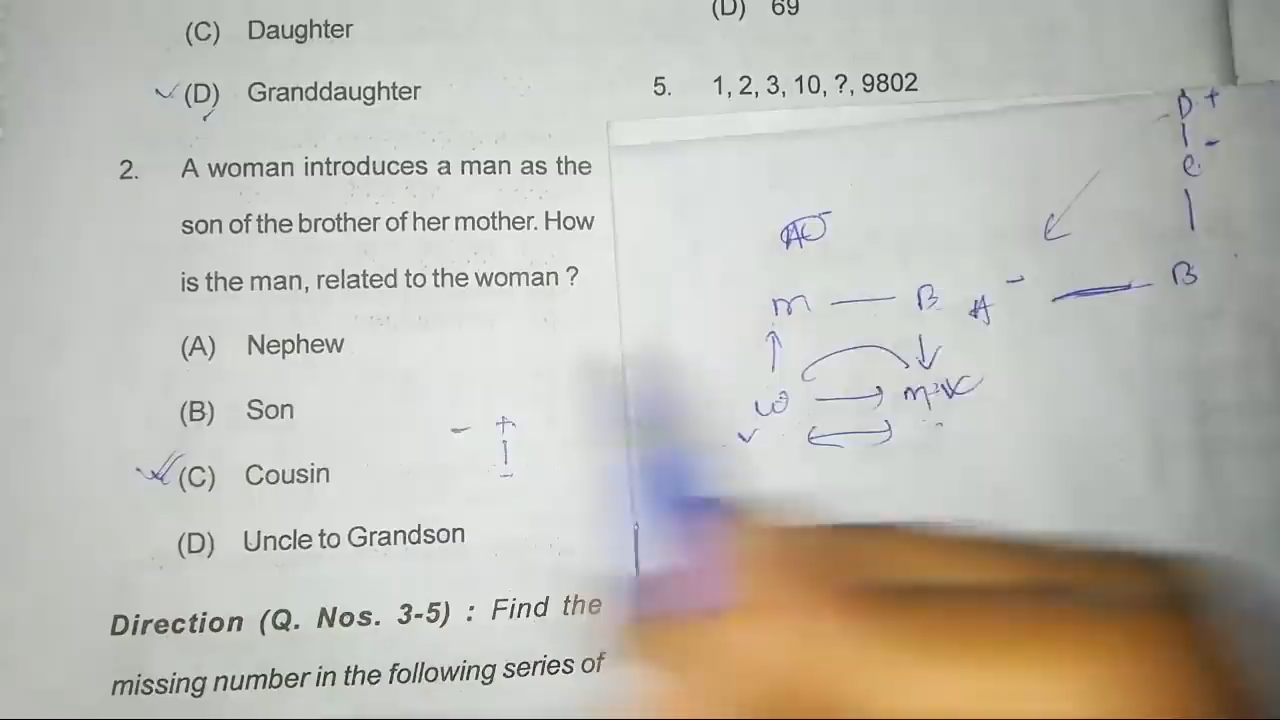 (C) Daughter
(D) Granddaughter
2. A woman introduces a man as the
son of the brother of her mother. How
is the man, related to the woman ?
(A) Nephew
(B) Son
(C) Cousin
(D) Uncle to Grandson
Direction (Q. Nos. 3-5) : Find the
missing number in the following series of
(D) 69
5. 1, 2, 3, 10, ?, 9802
D +
e -
m — B A - — B
w
- +